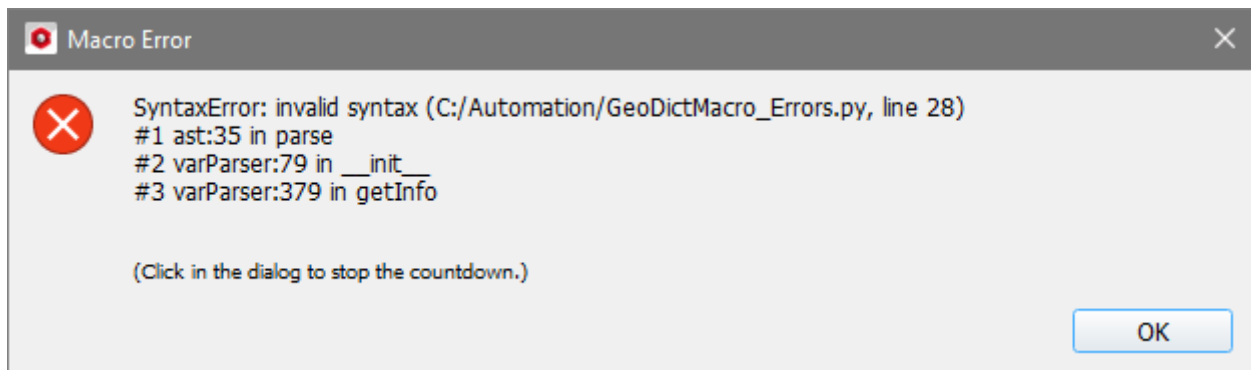 Macro Error
SyntaxError: invalid syntax (C:/Automation/GeoDictMacro_Errors.py, line 28)
#1 ast:35 in parse
#2 varParser:79 in __init__
#3 varParser:379 in getInfo
(Click in the dialog to stop the countdown.)
OK